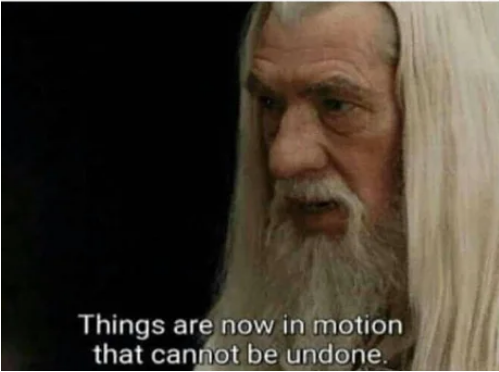 Things are now in motion
that cannot be undone.